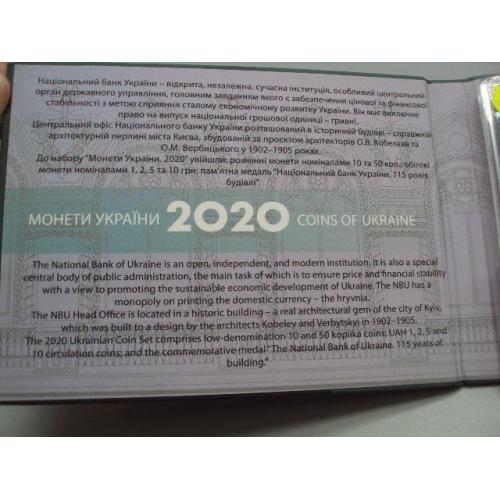 Національний банк України – відкрита, незалежна, сучасна інституція, особливий центральний
орган державного управління, головним завданням якого є забезпечення цінової та фінансової
стабільності з метою сприяння сталому економічному розвитку України. Він має виключне
право на випуск національної грошової одиниці – гривні.
Центральний офіс Національного банку України розташований в історичній будівлі – справжній
архітектурній перлині міста Києва, збудованій за проєктом архітекторів О.В. Кобелєва та
О.М. Вербицького у 1902–1905 роках.
До набору "Монети України, 2020" увійшли: розмінні монети номіналами 10 та 50 коп.; обігові
монети номіналами 1, 2, 5 та 10 грн; пам'ятна медаль "Національний банк України. 115 років
будівлі".
МОНЕТИ УКРАЇНИ 2020 COINS OF UKRAINE
The National Bank of Ukraine is an open, independent, and modern institution. It is also a special
central body of public administration, the main task of which is to ensure price and financial stability
with a view to promoting the sustainable economic development of Ukraine. The NBU has a
monopoly on printing the domestic currency – the hryvnia.
The NBU Head Office is located in a historic building – a real architectural gem of the city of Kyiv,
which was built to a design by the architects Kobelev and Verbytskyi in 1902–1905.
The 2020 Ukrainian Coin Set comprises low-denomination 10 and 50 kopiika coins; UAH 1, 2, 5 and
10 circulation coins; and the commemorative medal "The National Bank of Ukraine. 115 years of
building."